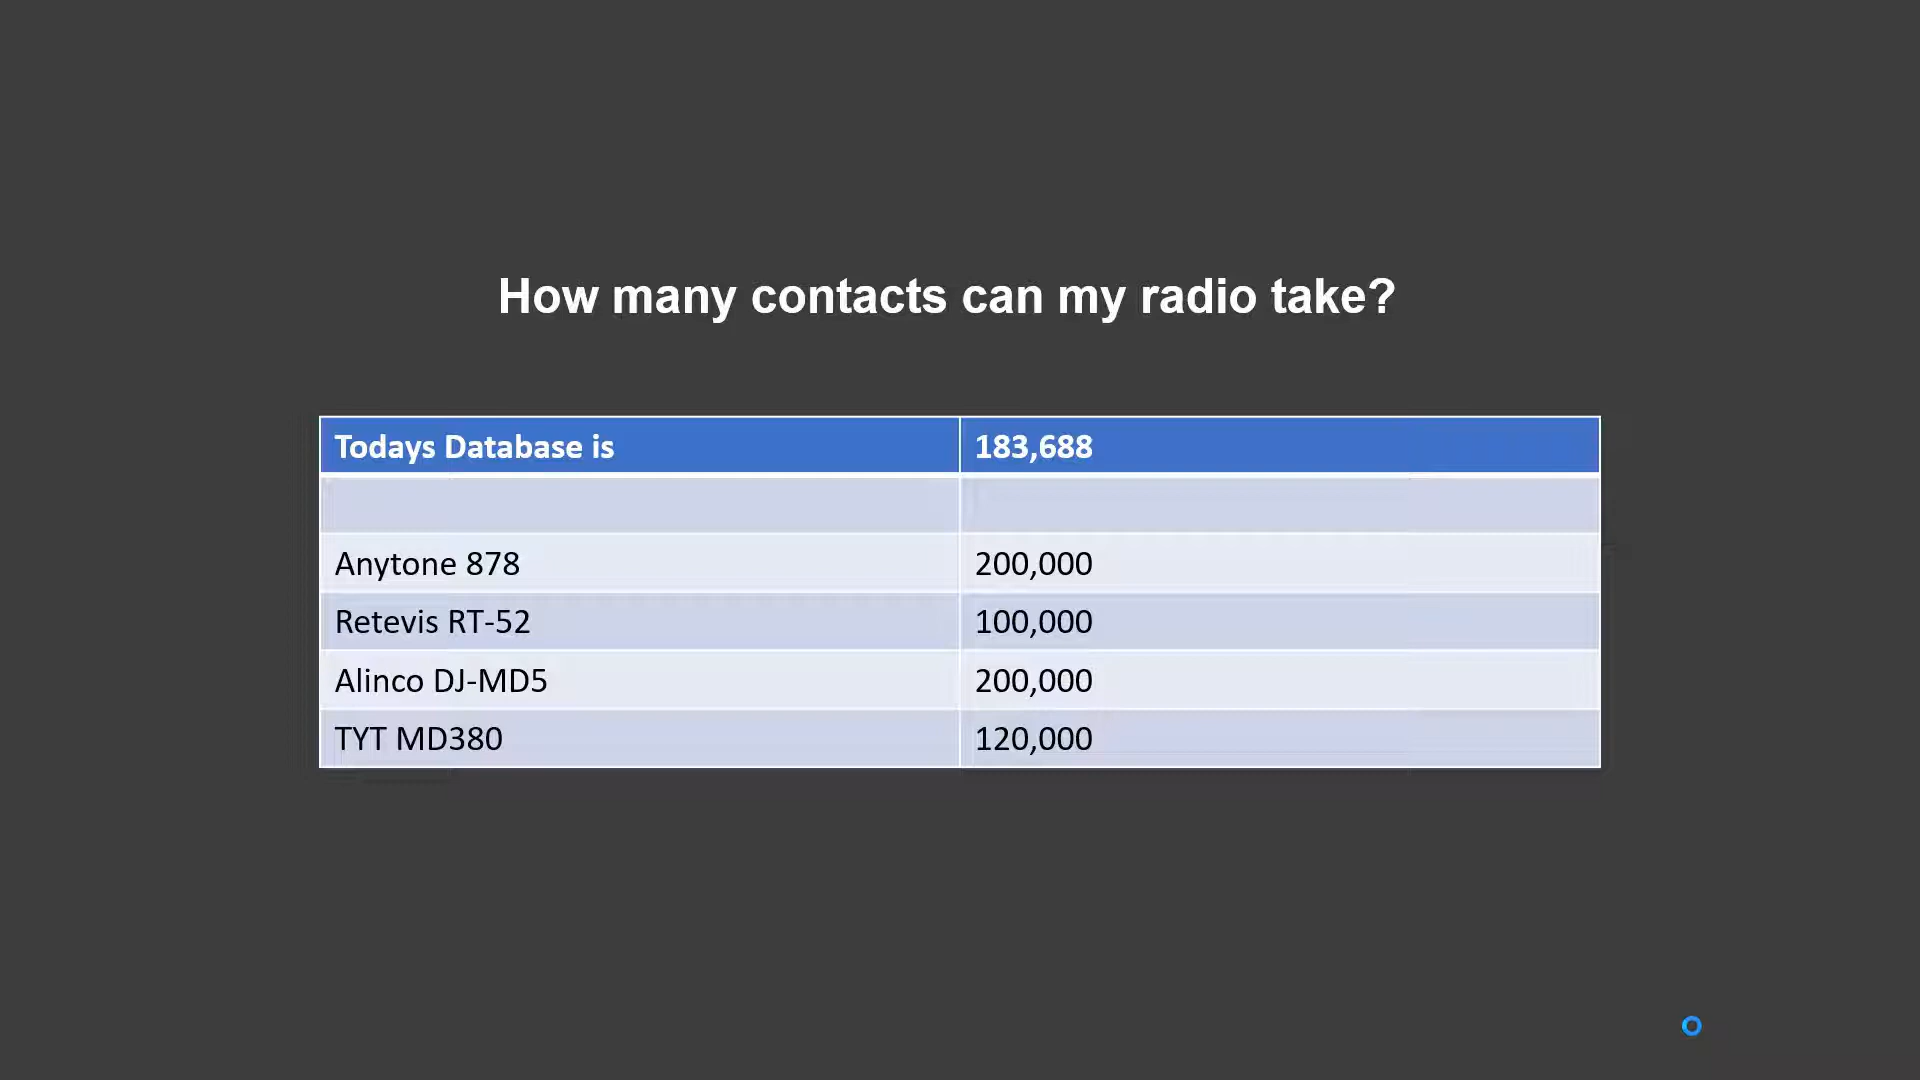 How many contacts can my radio take?
Todays Database is 183,688
Anytone 878 200,000
Retevis RT-52 100,000
Alinco DJ-MD5 200,000
TYT MD380 120,000